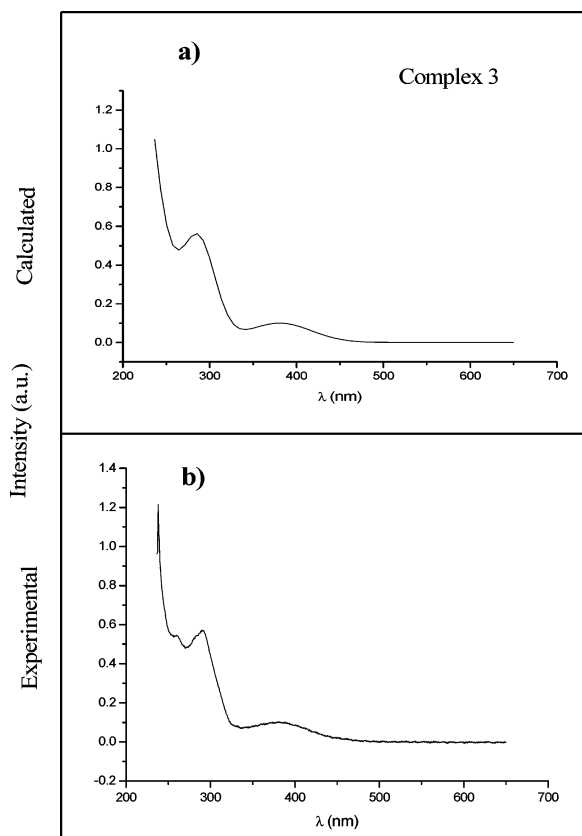 a)
Complex 3
1.2
1.0
0.8
0.6
0.4
0.2
0.0
200 300 400 500 600 700
λ (nm)
Calculated
Intensity (a.u.)
Experimental
b)
1.4
1.2
1.0
0.8
0.6
0.4
0.2
0.0
-0.2
200 300 400 500 600 700
λ (nm)